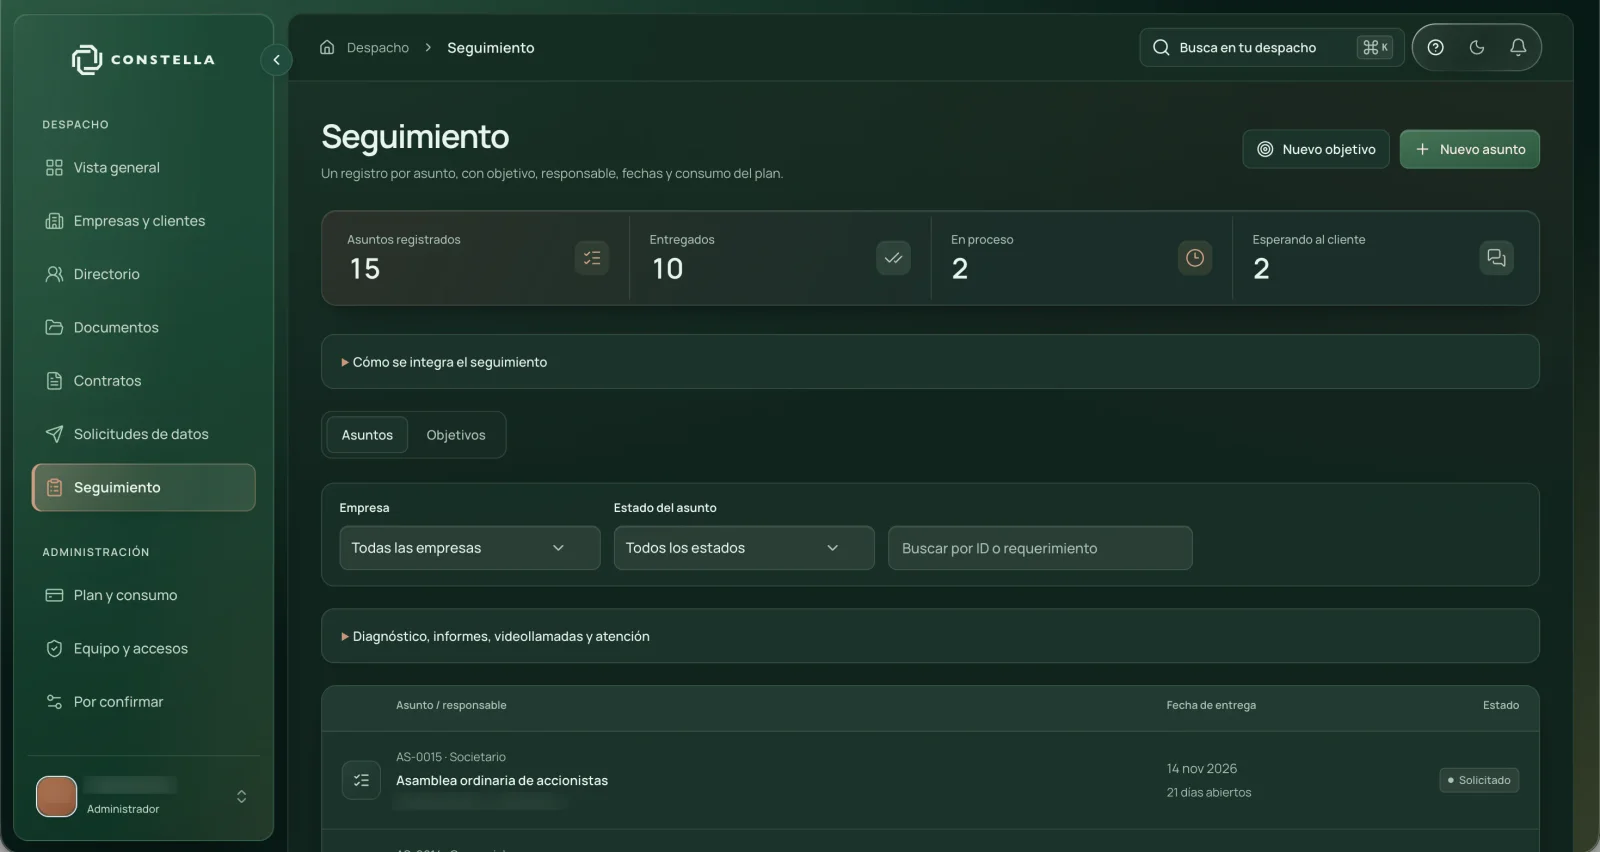 CONSTELLA
Despacho > Seguimiento
Busca en tu despacho
⌘ K
DESPACHO
Vista general
Empresas y clientes
Directorio
Documentos
Contratos
Solicitudes de datos
Seguimiento
ADMINISTRACIÓN
Plan y consumo
Equipo y accesos
Por confirmar
Administrador
Seguimiento
Un registro por asunto, con objetivo, responsable, fechas y consumo del plan.
Nuevo objetivo
Nuevo asunto
Asuntos registrados
15
Entregados
10
En proceso
2
Esperando al cliente
2
Cómo se integra el seguimiento
Asuntos
Objetivos
Empresa
Todas las empresas
Estado del asunto
Todos los estados
Buscar por ID o requerimiento
Diagnóstico, informes, videollamadas y atención
Asunto / responsable
Fecha de entrega
Estado
AS-0015 · Societario
Asamblea ordinaria de accionistas
14 nov 2026
21 días abiertos
Solicitado